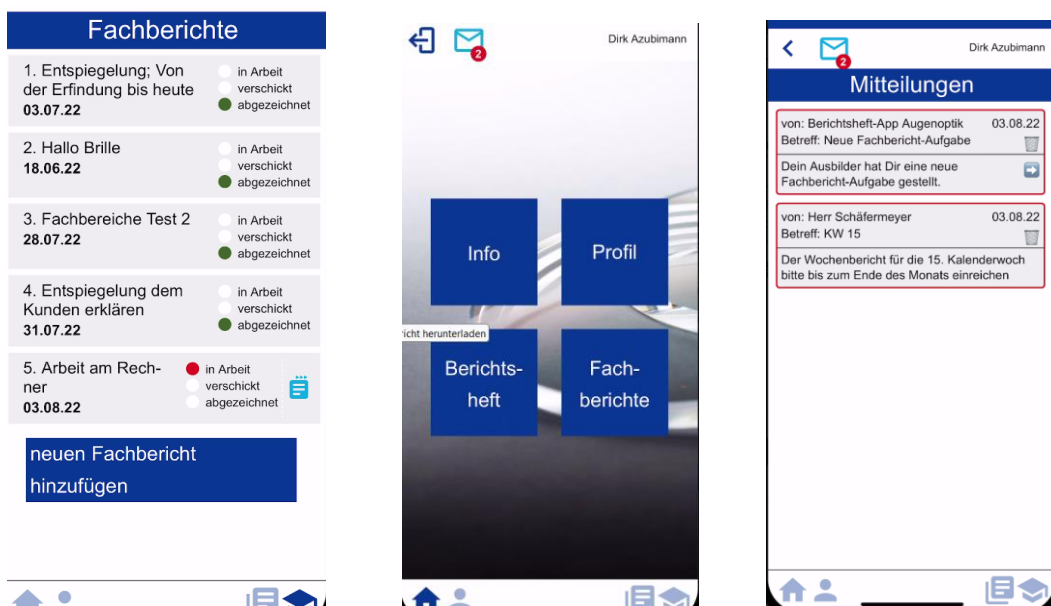 Fachberichte
1. Entspiegelung; Von
der Erfindung bis heute
03.07.22
in Arbeit
verschickt
abgezeichnet
2. Hallo Brille
18.06.22
in Arbeit
verschickt
abgezeichnet
3. Fachbereiche Test 2
28.07.22
in Arbeit
verschickt
abgezeichnet
4. Entspiegelung dem
Kunden erklären
31.07.22
in Arbeit
verschickt
abgezeichnet
5. Arbeit am Rech-
ner
03.08.22
in Arbeit
verschickt
abgezeichnet
neuen Fachbericht
hinzufügen
2
Dirk Azubimann
Info
Profil
richt herunterladen
Berichts-
heft
Fach-
berichte
2
Dirk Azubimann
Mitteilungen
von: Berichtsheft-App Augenoptik 03.08.22
Betreff: Neue Fachbericht-Aufgabe
Dein Ausbilder hat Dir eine neue
Fachbericht-Aufgabe gestellt.
von: Herr Schäfermeyer 03.08.22
Betreff: KW 15
Der Wochenbericht für die 15. Kalenderwoch
bitte bis zum Ende des Monats einreichen